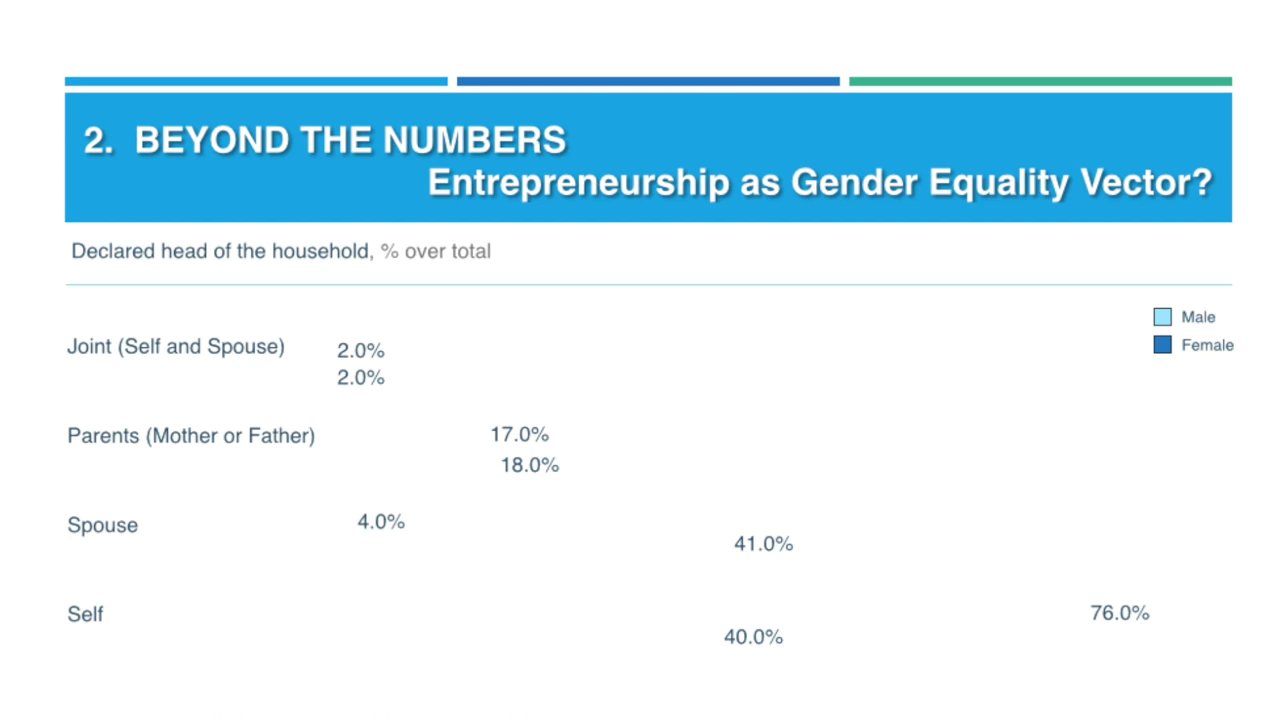 2. BEYOND THE NUMBERS
Entrepreneurship as Gender Equality Vector?
Declared head of the household, % over total
Male
Female
Joint (Self and Spouse)
2.0%
2.0%
Parents (Mother or Father)
17.0%
18.0%
Spouse
4.0%
41.0%
Self
76.0%
40.0%